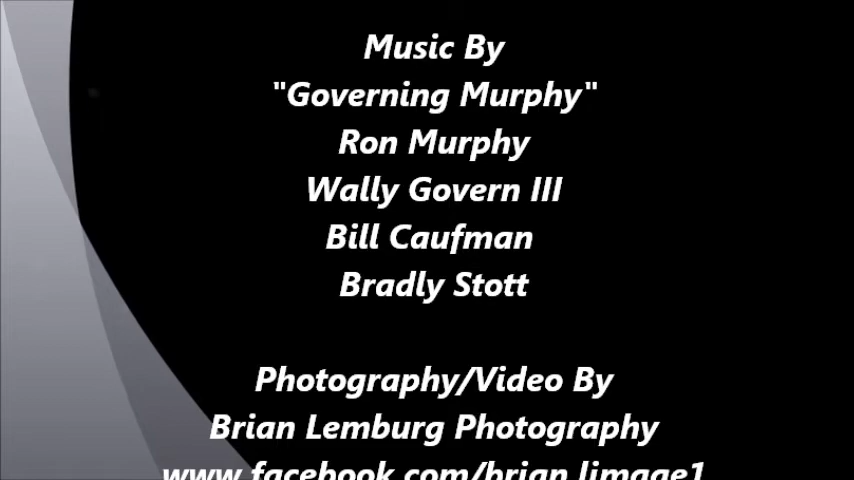 Music By
"Governing Murphy"
Ron Murphy
Wally Govern III
Bill Caufman
Bradly Stott
Photography/Video By
Brian Lemburg Photography